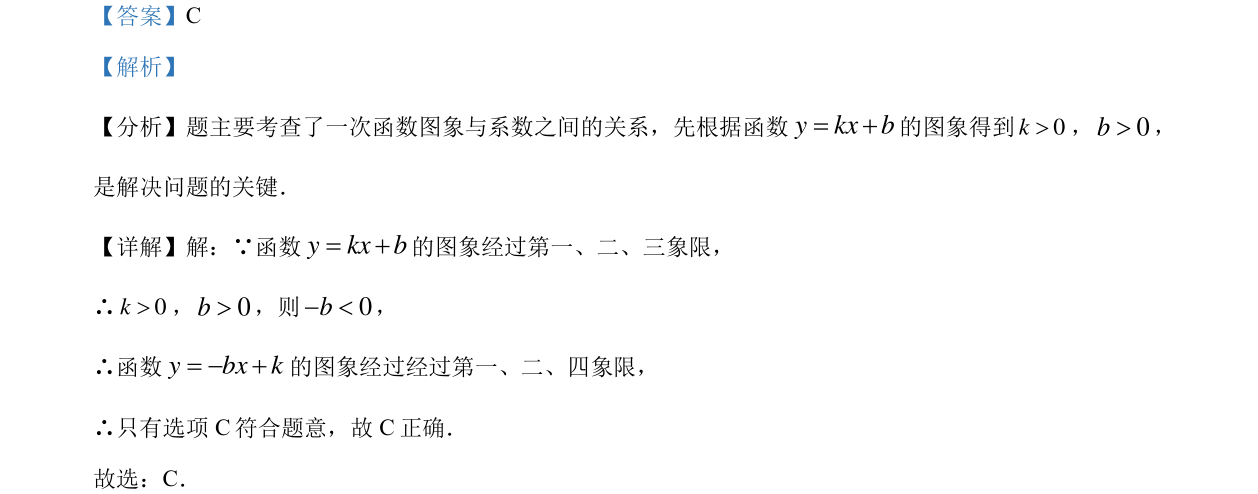 【答案】C
【解析】
【分析】题主要考查了一次函数图象与系数之间的关系，先根据函数 y = kx + b 的图象得到 k > 0，b > 0，
是解决问题的关键．
【详解】解：∵函数 y = kx + b 的图象经过第一、二、三象限，
∴ k > 0，b > 0，则 −b < 0，
∴函数 y = −bx + k 的图象经过经过第一、二、四象限，
∴只有选项 C 符合题意，故 C 正确．
故选：C．